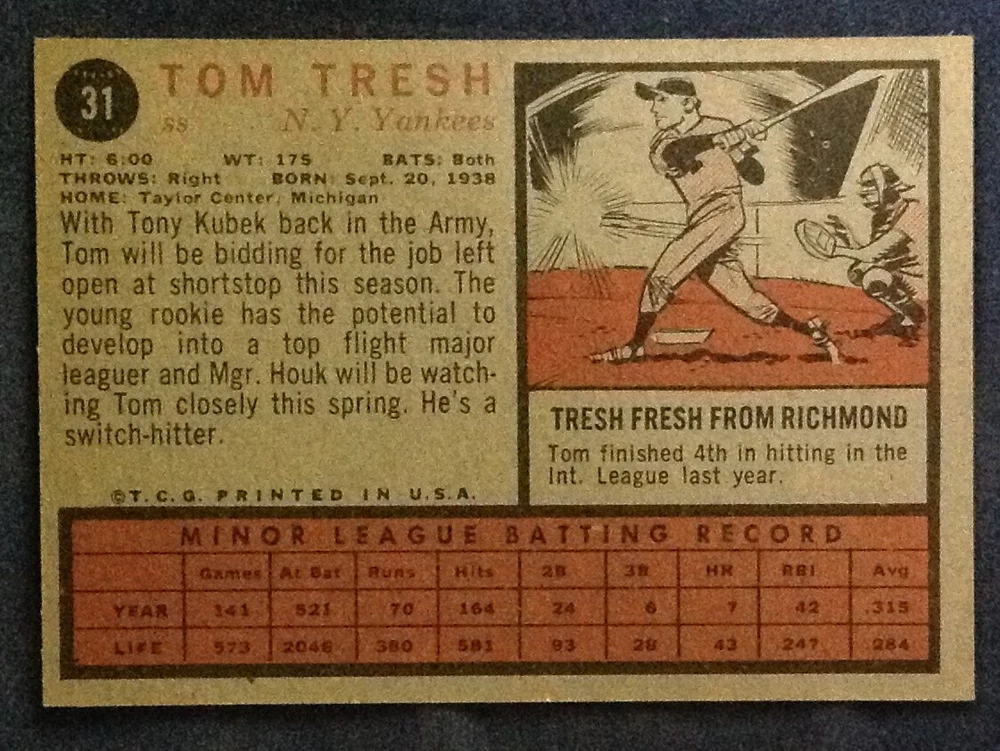 31
TOM TRESH
ss N. Y. Yankees
HT: 6:00 WT: 175 BATS: Both
THROWS: Right BORN: Sept. 20, 1938
HOME: Taylor Center, Michigan
With Tony Kubek back in the Army,
Tom will be bidding for the job left
open at shortstop this season. The
young rookie has the potential to
develop into a top flight major
leaguer and Mgr. Houk will be watch-
ing Tom closely this spring. He's a
switch-hitter.
©T. C. G. PRINTED IN U.S.A.
TRESH FRESH FROM RICHMOND
Tom finished 4th in hitting in the
Int. League last year.
MINOR LEAGUE BATTING RECORD
Games At Bat Runs Hits 2B 3B HR RBI Avg
YEAR 141 521 70 164 24 6 7 42 .315
LIFE 573 2046 380 581 93 28 43 247 .284